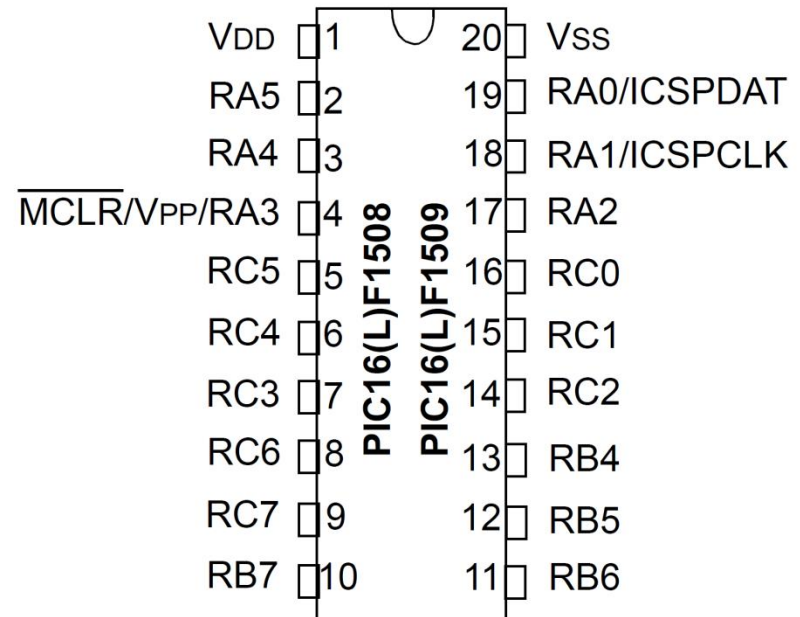 VDD 1 20 VSS
RA5 2 19 RA0/ICSPDAT
RA4 3 18 RA1/ICSPCLK
MCLR/VPP/RA3 4 17 RA2
RC5 5 16 RC0
RC4 6 15 RC1
RC3 7 14 RC2
RC6 8 13 RB4
RC7 9 12 RB5
RB7 10 11 RB6
PIC16(L)F1508
PIC16(L)F1509